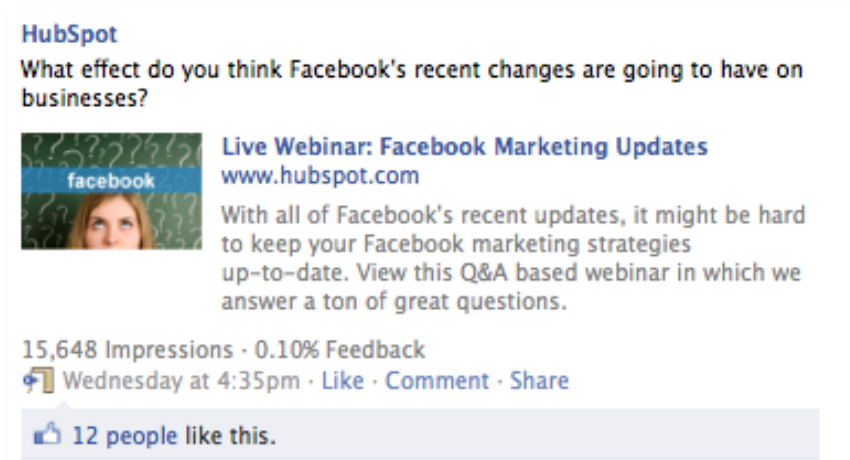 HubSpot
What effect do you think Facebook's recent changes are going to have on
businesses?
facebook
Live Webinar: Facebook Marketing Updates
www.hubspot.com
With all of Facebook's recent updates, it might be hard
to keep your Facebook marketing strategies
up-to-date. View this Q&A based webinar in which we
answer a ton of great questions.
15,648 Impressions · 0.10% Feedback
Wednesday at 4:35pm · Like · Comment · Share
12 people like this.